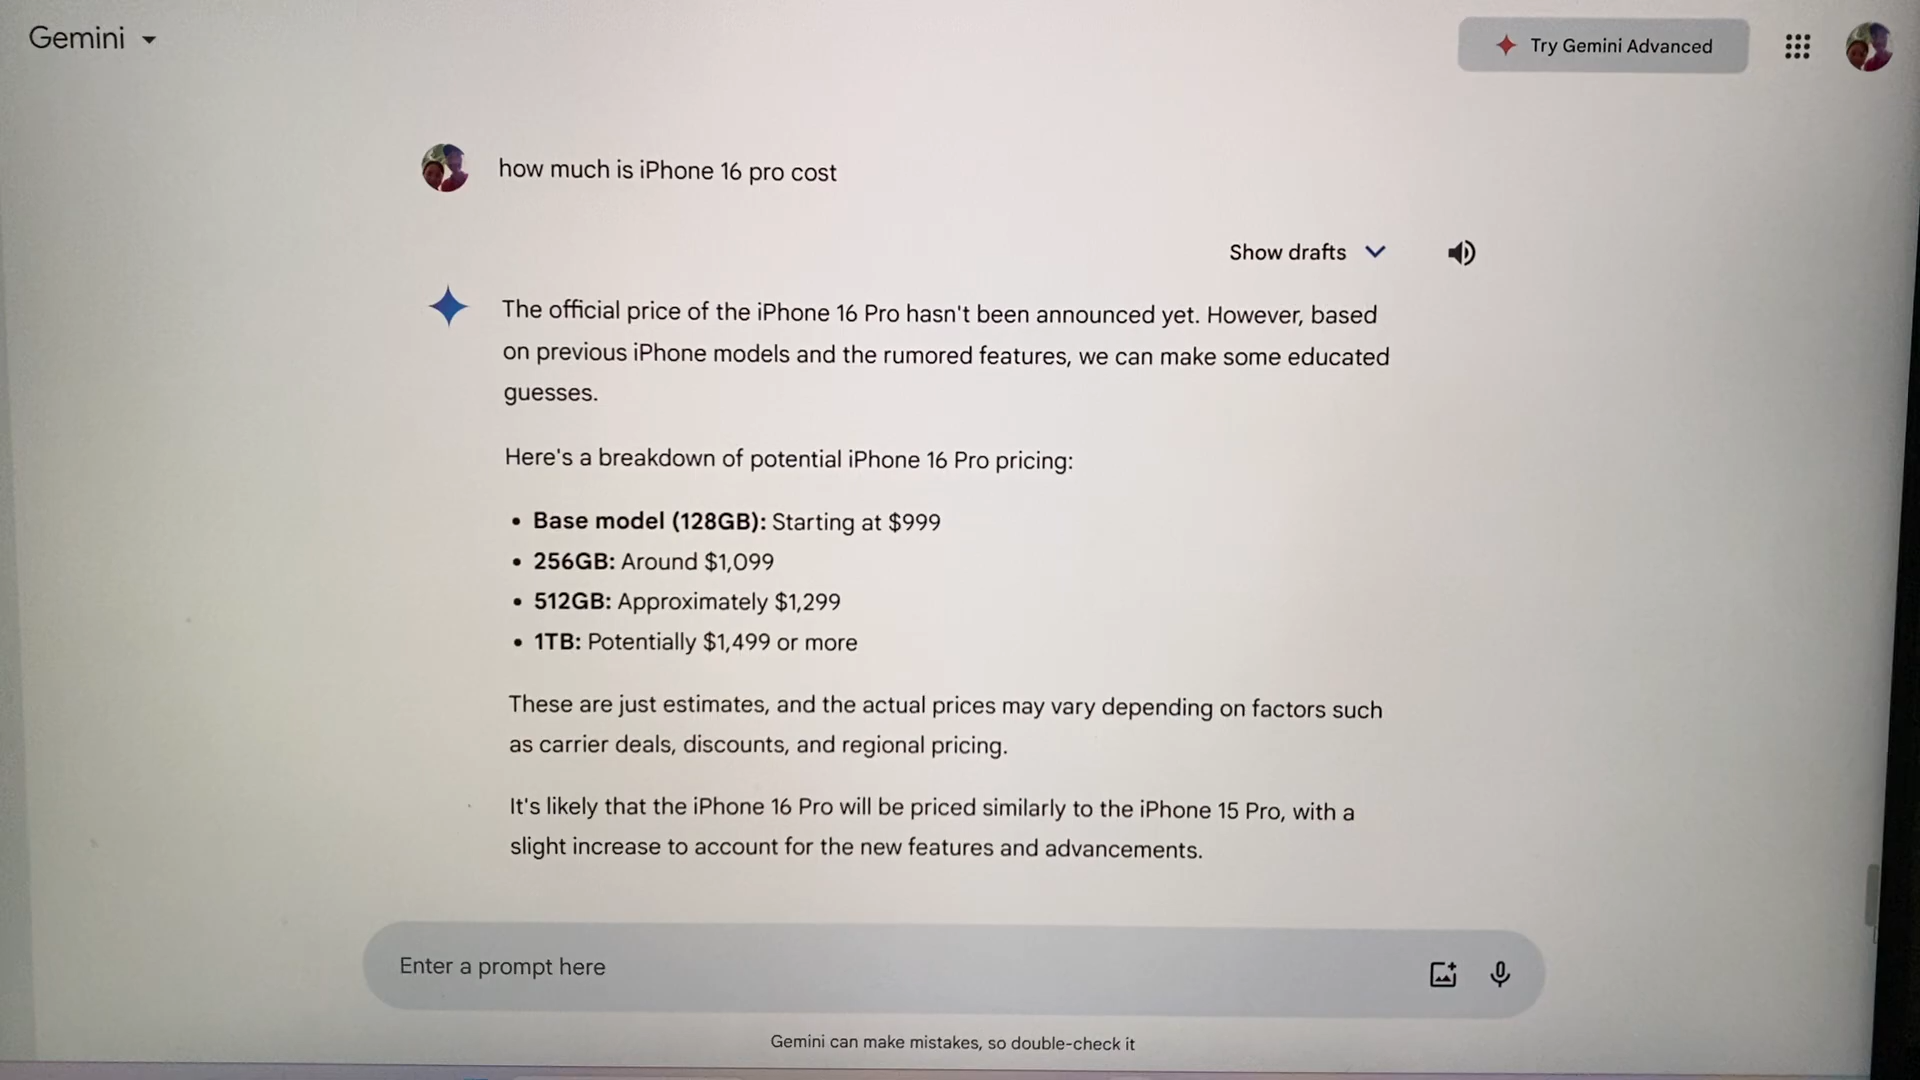 Gemini
Try Gemini Advanced
how much is iPhone 16 pro cost
Show drafts
The official price of the iPhone 16 Pro hasn't been announced yet. However, based
on previous iPhone models and the rumored features, we can make some educated
guesses.
Here's a breakdown of potential iPhone 16 Pro pricing:
• Base model (128GB): Starting at $999
• 256GB: Around $1,099
• 512GB: Approximately $1,299
• 1TB: Potentially $1,499 or more
These are just estimates, and the actual prices may vary depending on factors such
as carrier deals, discounts, and regional pricing.
It's likely that the iPhone 16 Pro will be priced similarly to the iPhone 15 Pro, with a
slight increase to account for the new features and advancements.
Enter a prompt here
Gemini can make mistakes, so double-check it